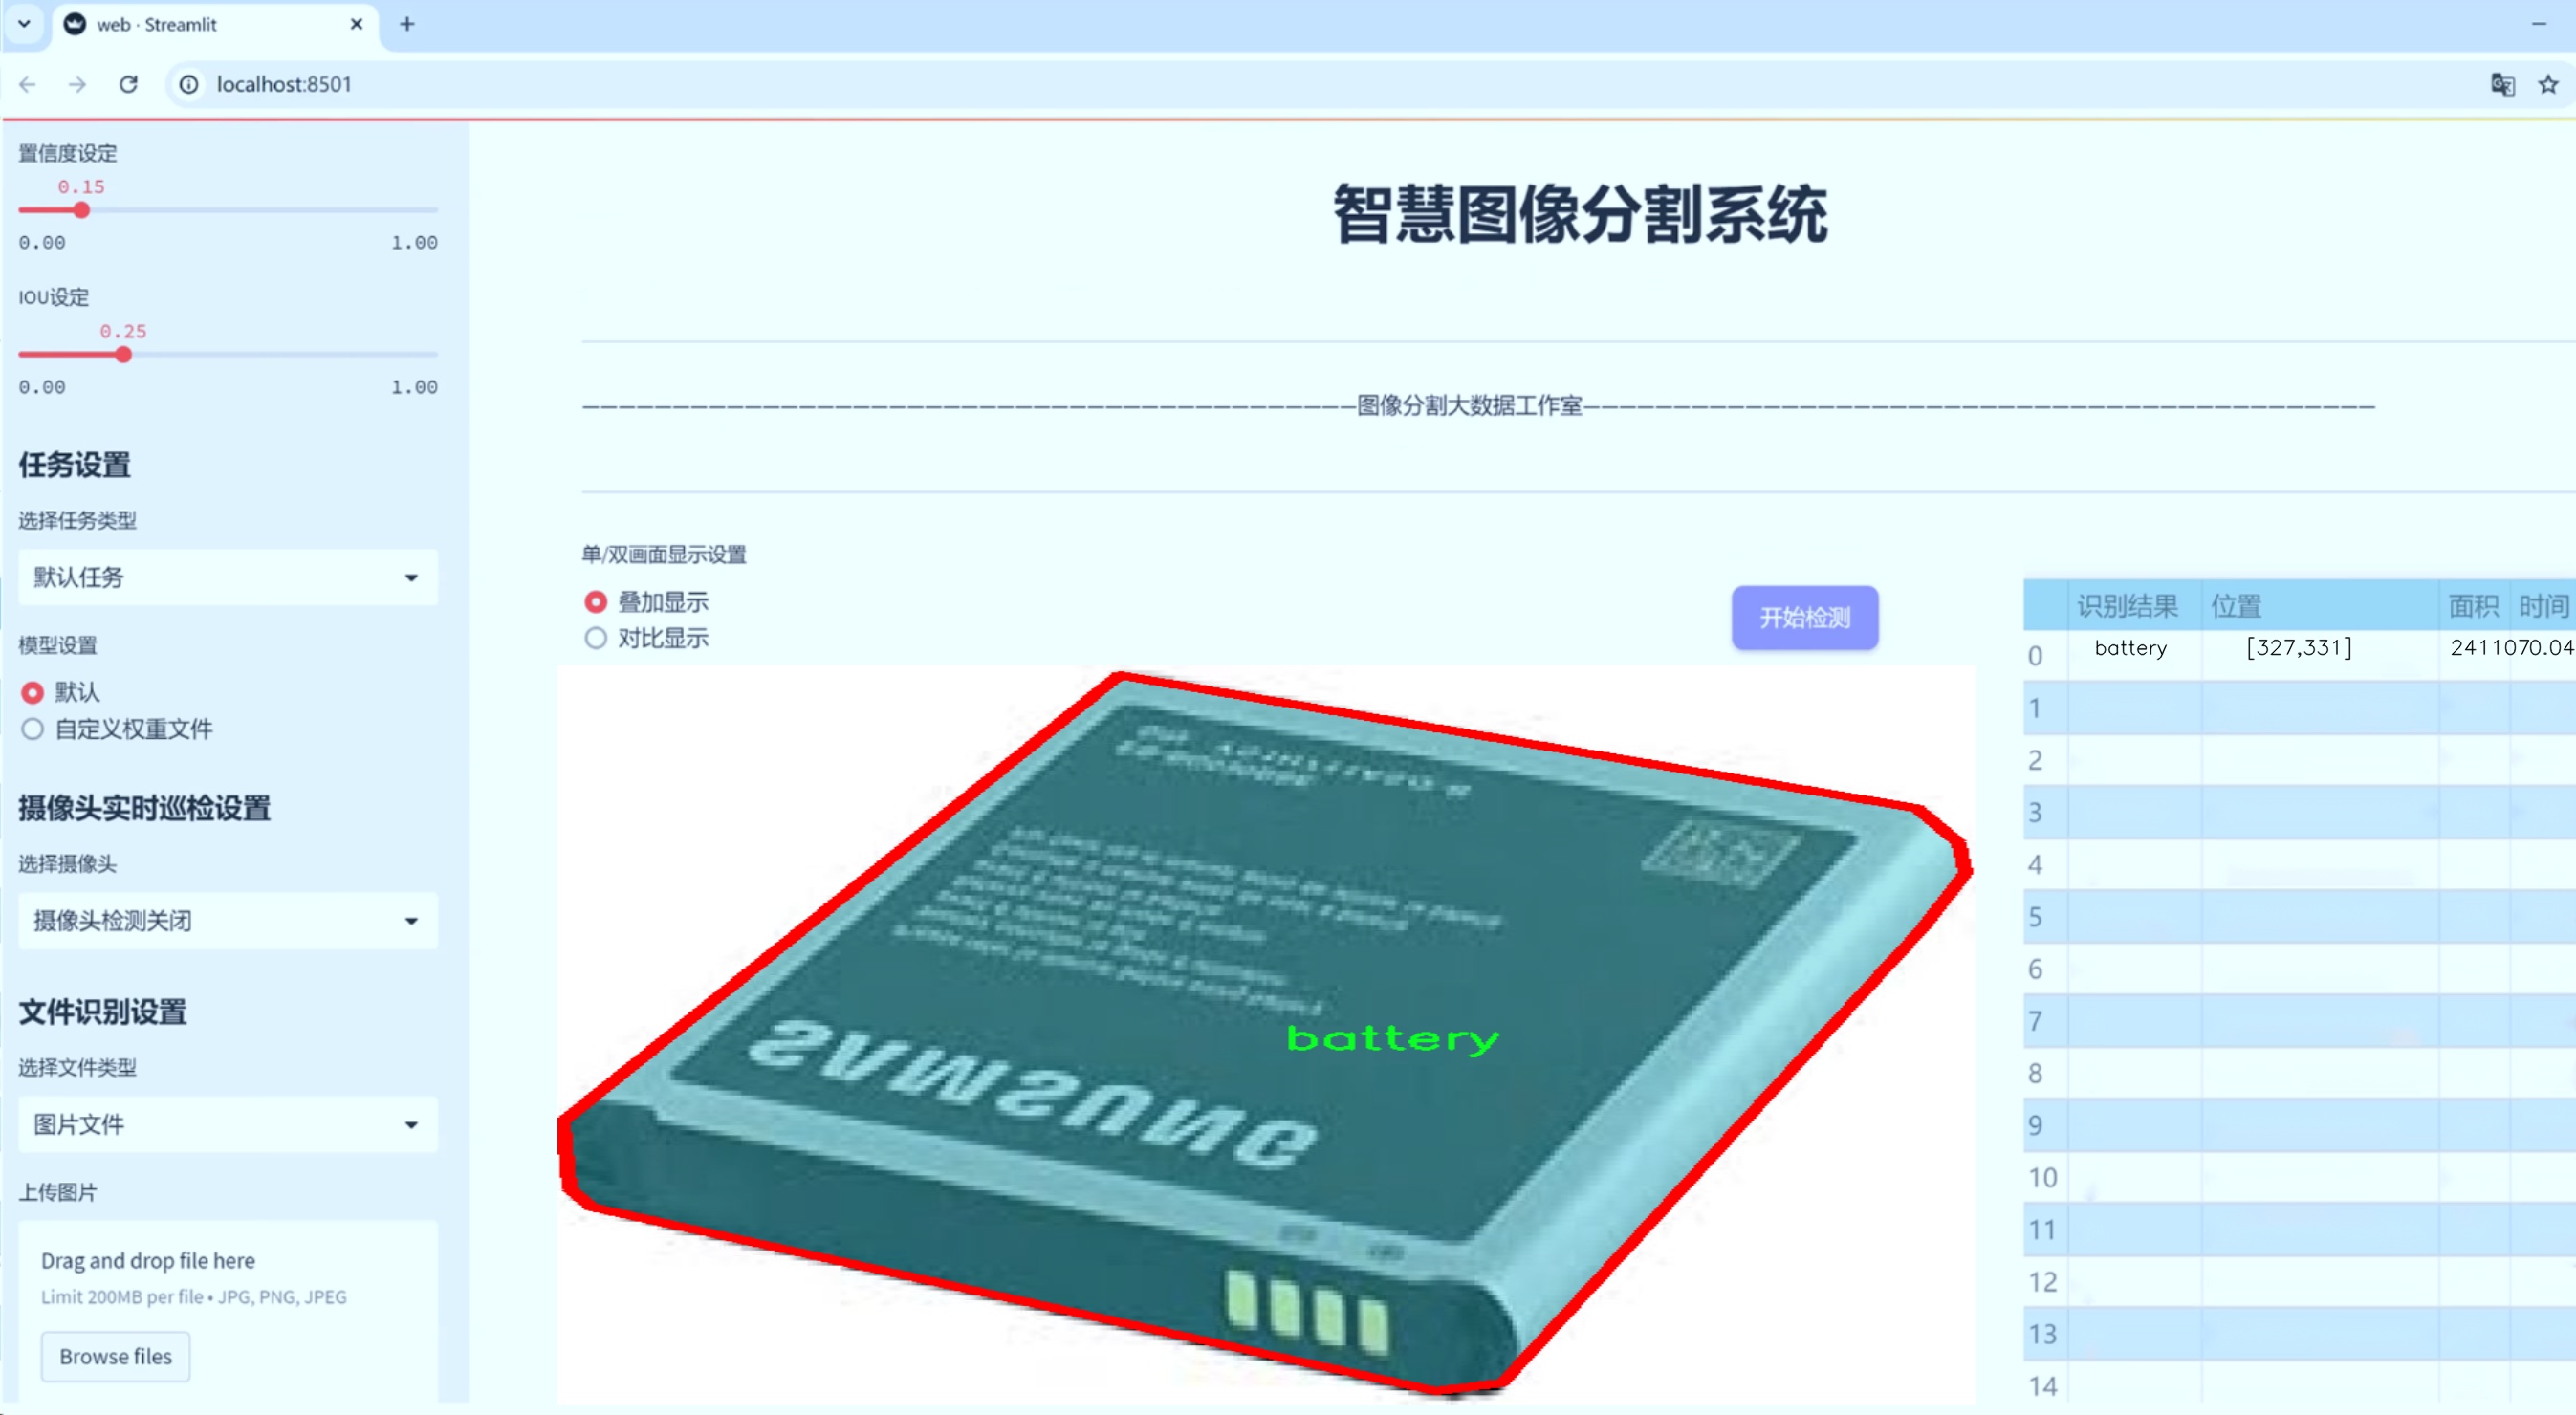 web · Streamlit
localhost:8501
置信度设定
0.15
0.00 1.00
IOU设定
0.25
0.00 1.00
任务设置
选择任务类型
默认任务
模型设置
默认
自定义权重文件
摄像头实时巡检设置
选择摄像头
摄像头检测关闭
文件识别设置
选择文件类型
图片文件
上传图片
Drag and drop file here
Limit 200MB per file • JPG, PNG, JPEG
Browse files
智慧图像分割系统
———————————————————————————————————————————图像分割大数据工作室————————————————————————————————————————————
单/双画面显示设置
叠加显示
对比显示
开始检测
SAMSUNG
battery
识别结果 位置 面积 时间
0 battery [327,331] 2411070.04
1
2
3
4
5
6
7
8
9
10
11
12
13
14